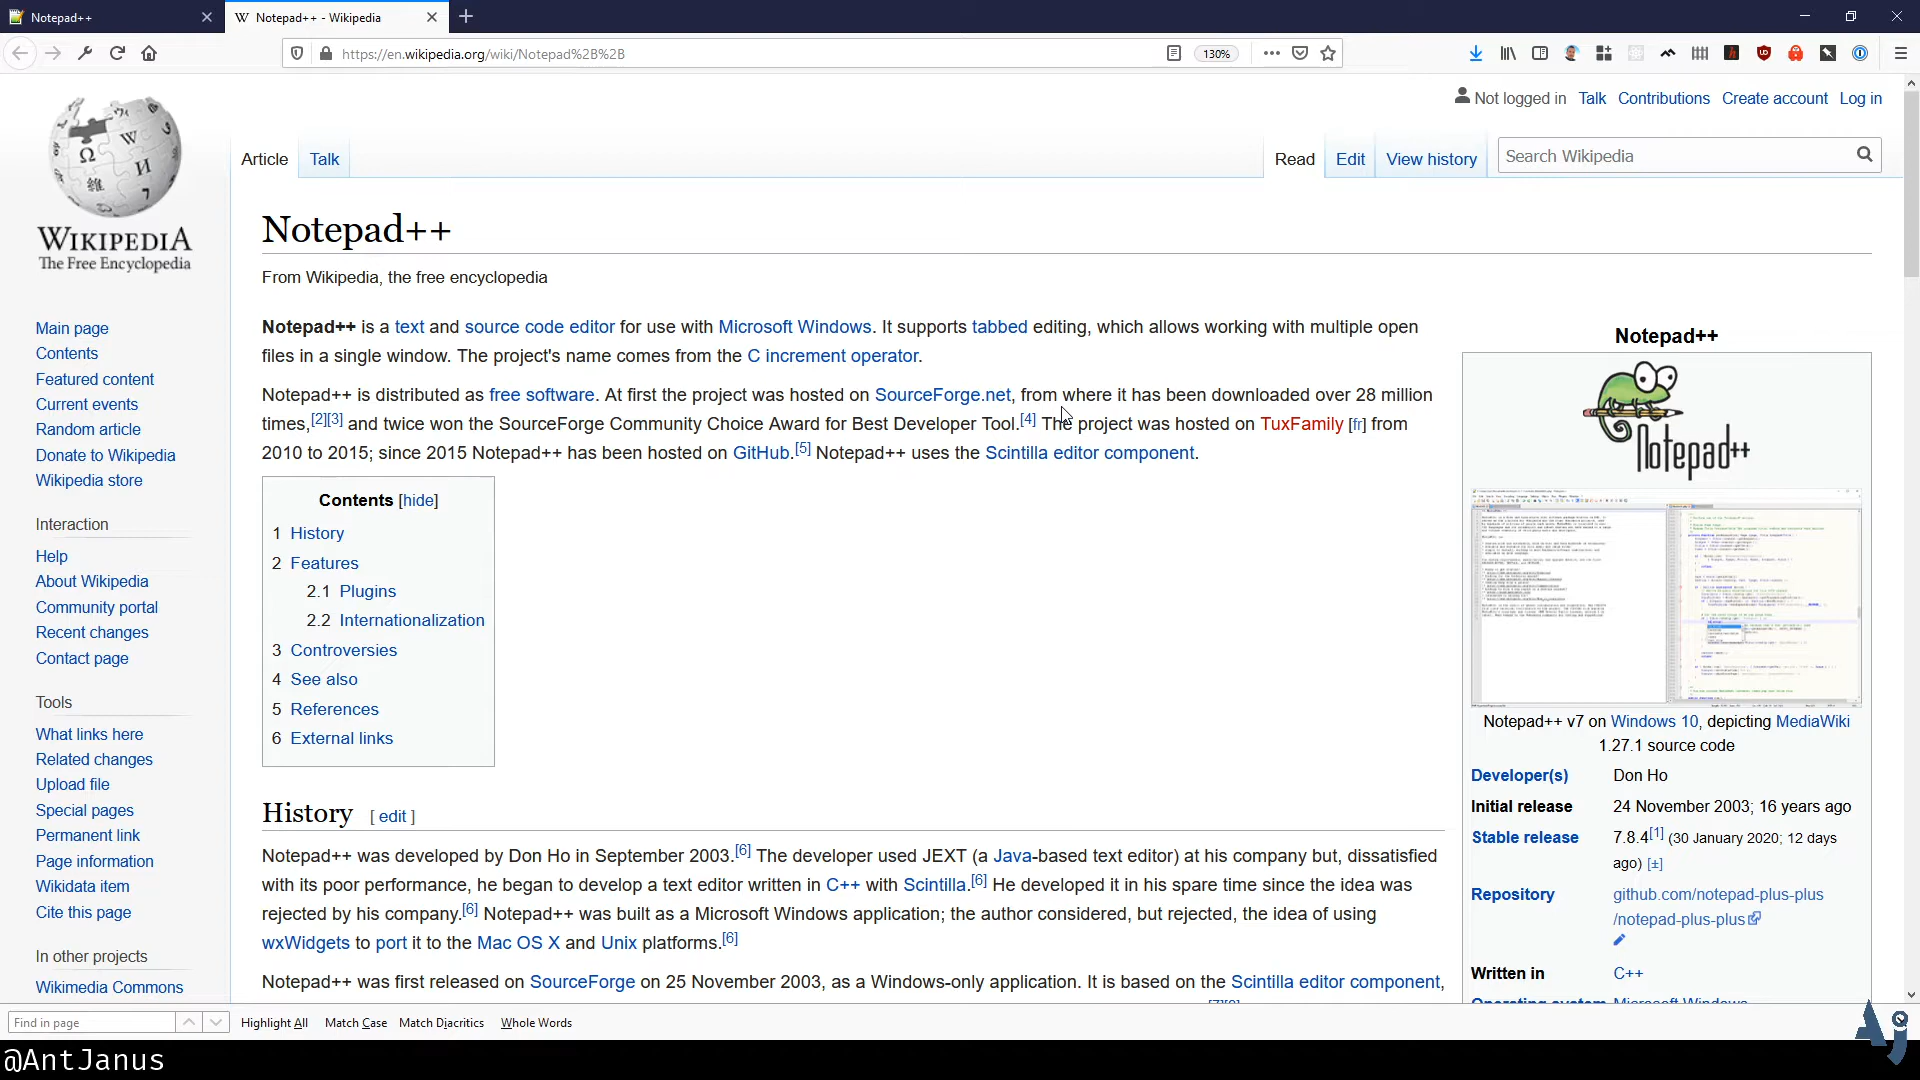 Notepad++
Notepad++ - Wikipedia
https://en.wikipedia.org/wiki/Notepad%2B%2B
130%
Not logged in Talk Contributions Create account Log in
Article Talk
Read Edit View history
Search Wikipedia
WIKIPEDIA
The Free Encyclopedia
Main page
Contents
Featured content
Current events
Random article
Donate to Wikipedia
Wikipedia store
Interaction
Help
About Wikipedia
Community portal
Recent changes
Contact page
Tools
What links here
Related changes
Upload file
Special pages
Permanent link
Page information
Wikidata item
Cite this page
In other projects
Wikimedia Commons
Notepad++
From Wikipedia, the free encyclopedia
Notepad++ is a text and source code editor for use with Microsoft Windows. It supports tabbed editing, which allows working with multiple open
files in a single window. The project's name comes from the C increment operator.
Notepad++ is distributed as free software. At first the project was hosted on SourceForge.net, from where it has been downloaded over 28 million
times,[2][3] and twice won the SourceForge Community Choice Award for Best Developer Tool.[4] The project was hosted on TuxFamily [fr] from
2010 to 2015; since 2015 Notepad++ has been hosted on GitHub.[5] Notepad++ uses the Scintilla editor component.
Contents [hide]
1 History
2 Features
2.1 Plugins
2.2 Internationalization
3 Controversies
4 See also
5 References
6 External links
History [ edit ]
Notepad++ was developed by Don Ho in September 2003.[6] The developer used JEXT (a Java-based text editor) at his company but, dissatisfied
with its poor performance, he began to develop a text editor written in C++ with Scintilla.[6] He developed it in his spare time since the idea was
rejected by his company.[6] Notepad++ was built as a Microsoft Windows application; the author considered, but rejected, the idea of using
wxWidgets to port it to the Mac OS X and Unix platforms.[6]
Notepad++ was first released on SourceForge on 25 November 2003, as a Windows-only application. It is based on the Scintilla editor component,
Notepad++
Notepad++
Notepad++ v7 on Windows 10, depicting MediaWiki
1.27.1 source code
Developer(s) Don Ho
Initial release 24 November 2003; 16 years ago
Stable release 7.8.4[1] (30 January 2020; 12 days
ago) [±]
Repository github.com/notepad-plus-plus
/notepad-plus-plus
Written in C++
Operating system Microsoft Windows
Find in page
Highlight All Match Case Match Diacritics Whole Words
@AntJanus